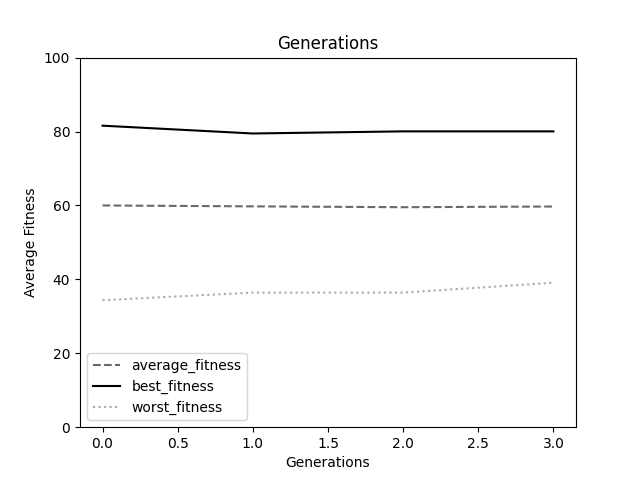 Generations
100
80
60
40
20
0
Average Fitness
average_fitness
best_fitness
worst_fitness
0.0 0.5 1.0 1.5 2.0 2.5 3.0
Generations